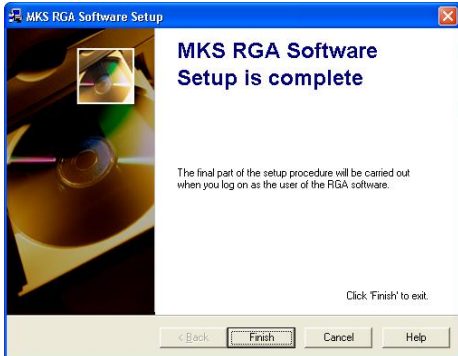 MKS RGA Software Setup
MKS RGA Software
Setup is complete
The final part of the setup procedure will be carried out
when you log on as the user of the RGA software.
Click 'Finish' to exit.
< Back
Finish
Cancel
Help